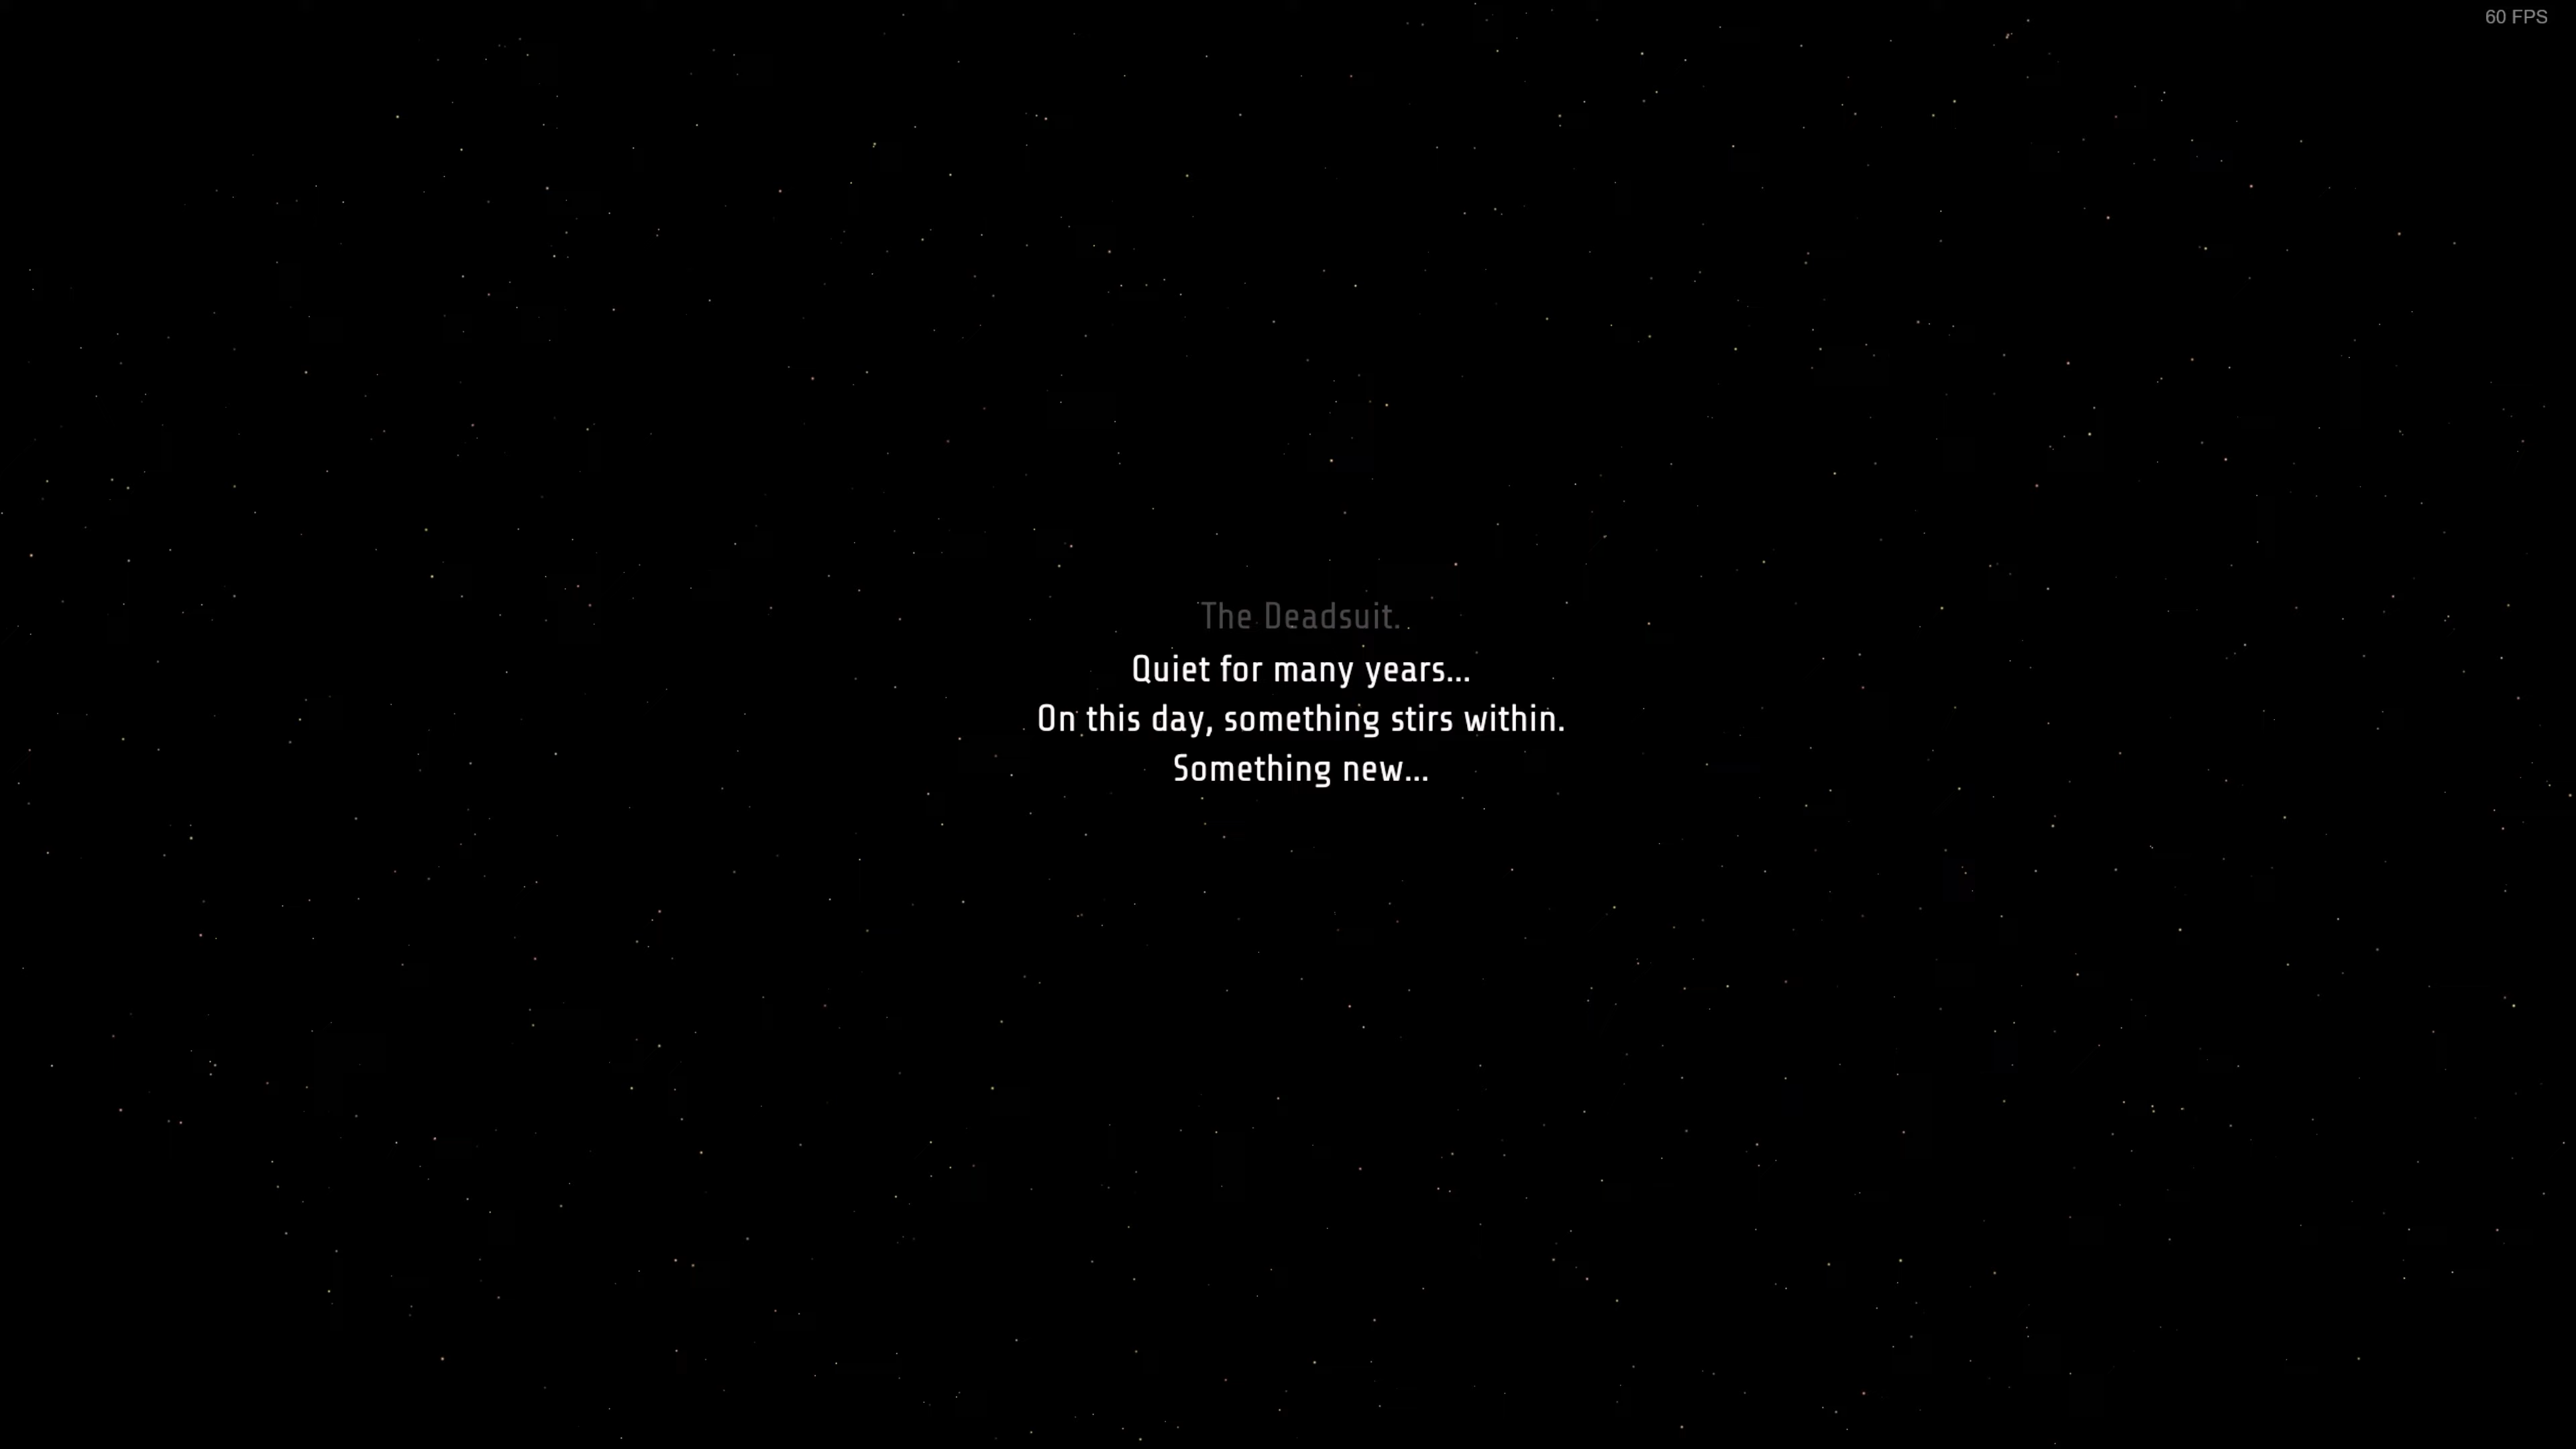 60 FPS
The Deadsuit.
Quiet for many years...
On this day, something stirs within.
Something new...